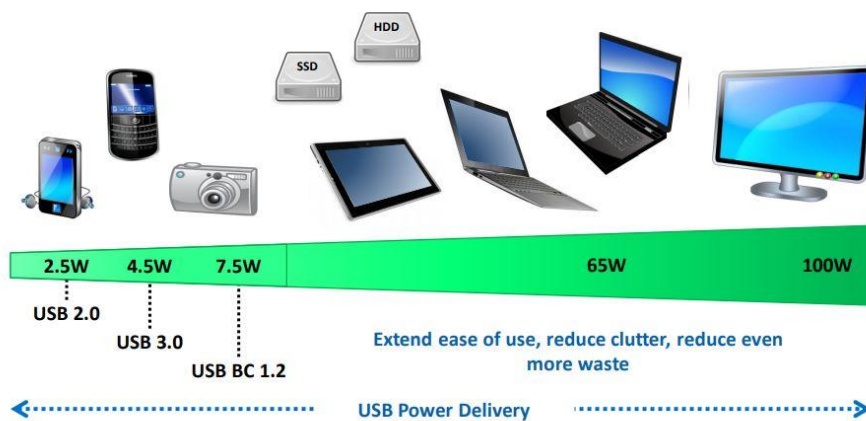 HDD
SSD
2.5W 4.5W 7.5W 65W 100W
USB 2.0
USB 3.0
USB BC 1.2
Extend ease of use, reduce clutter, reduce even
more waste
USB Power Delivery